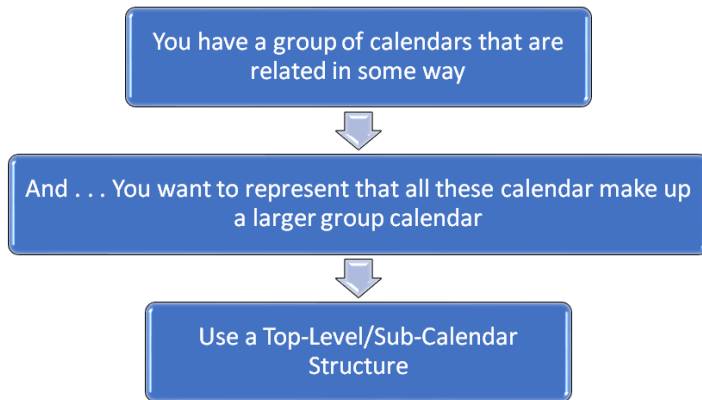 You have a group of calendars that are
related in some way
And . . . You want to represent that all these calendar make up
a larger group calendar
Use a Top-Level/Sub-Calendar
Structure